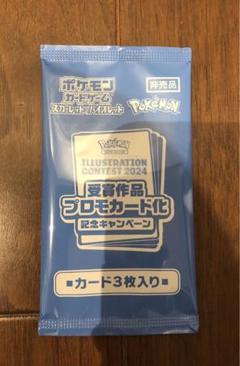 ポケモン
カードゲーム
スカーレット&バイオレット
非売品
POKÉMON
ILLUSTRATION
CONTEST 2024
受賞作品
プロモカード化
記念キャンペーン
■カード3枚入り■